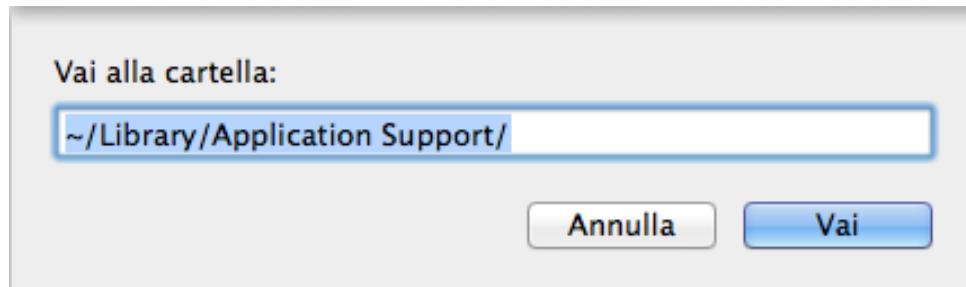 Vai alla cartella:
~/Library/Application Support/
Annulla Vai